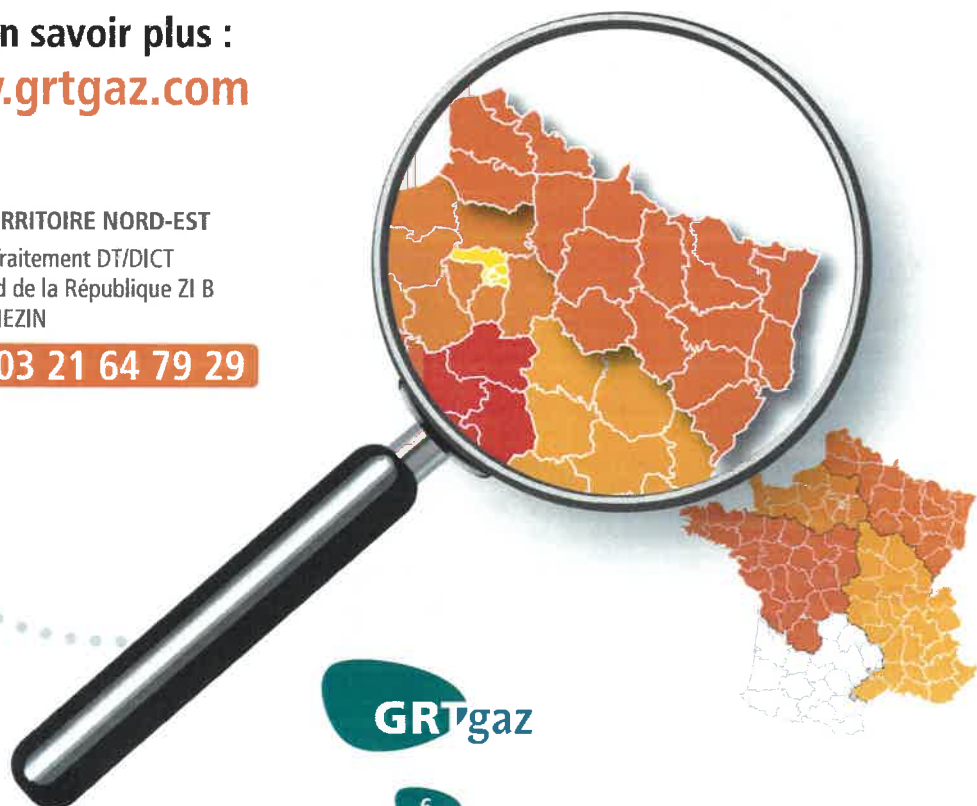 n savoir plus :
.grtgaz.com
RRITOIRE NORD-EST
raitement DT/DICT
d de la République ZI B
EZIN
03 21 64 79 29
GRTgaz